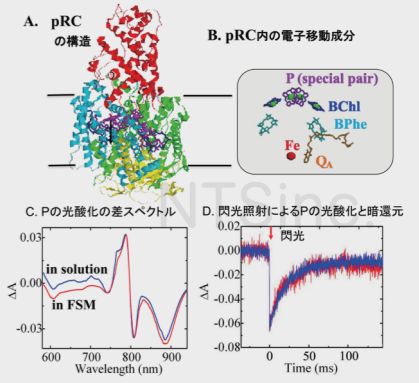 A. pRC
の構造
B. pRC内の電子移動成分
P (special pair)
BChl
BPhe
Fe
QA
NTSinc.
C. Pの光酸化の差スペクトル
D. 閃光照射によるPの光酸化と暗還元
0.03
0.00
-0.03
ΔA
in solution
in FSM
600 700 800 900
Wavelength (nm)
閃光
0.02
0.00
-0.02
-0.04
-0.06
-0.08
ΔA
0 50 100
Time (ms)